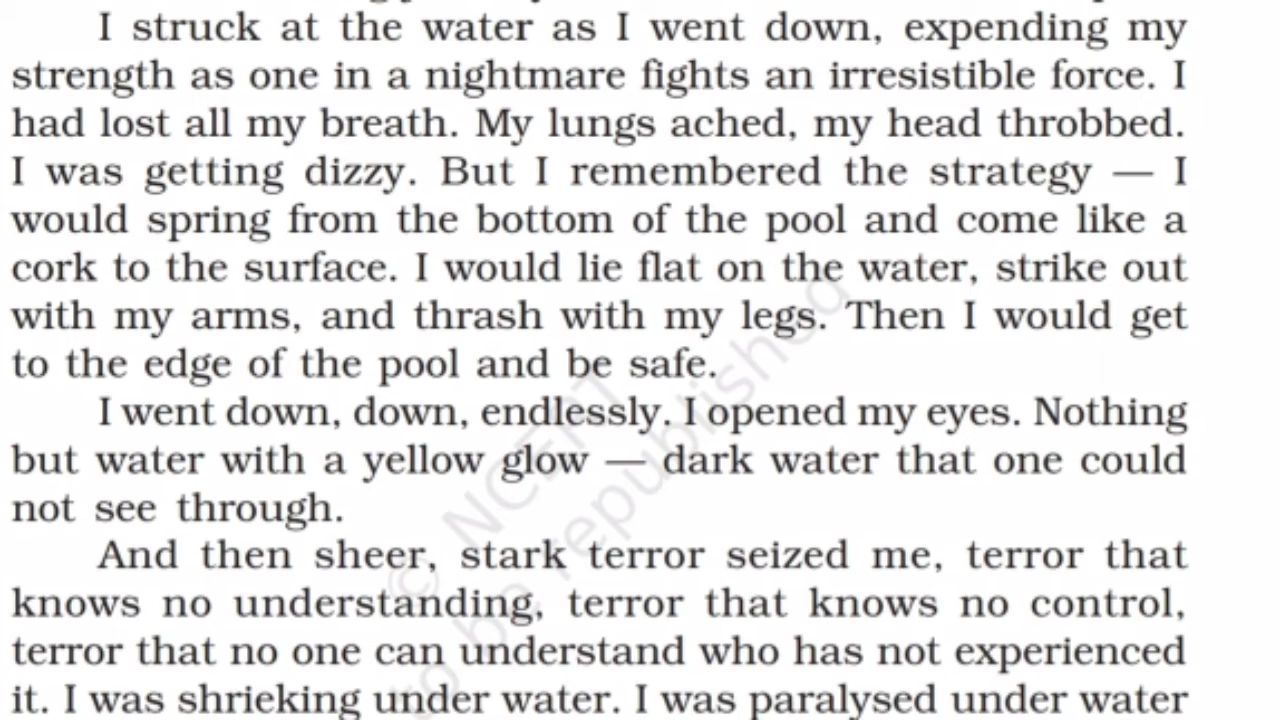 I struck at the water as I went down, expending my
strength as one in a nightmare fights an irresistible force. I
had lost all my breath. My lungs ached, my head throbbed.
I was getting dizzy. But I remembered the strategy — I
would spring from the bottom of the pool and come like a
cork to the surface. I would lie flat on the water, strike out
with my arms, and thrash with my legs. Then I would get
to the edge of the pool and be safe.
I went down, down, endlessly. I opened my eyes. Nothing
but water with a yellow glow — dark water that one could
not see through.
And then sheer, stark terror seized me, terror that
knows no understanding, terror that knows no control,
terror that no one can understand who has not experienced
it. I was shrieking under water. I was paralysed under water
© NCERT
to be republished